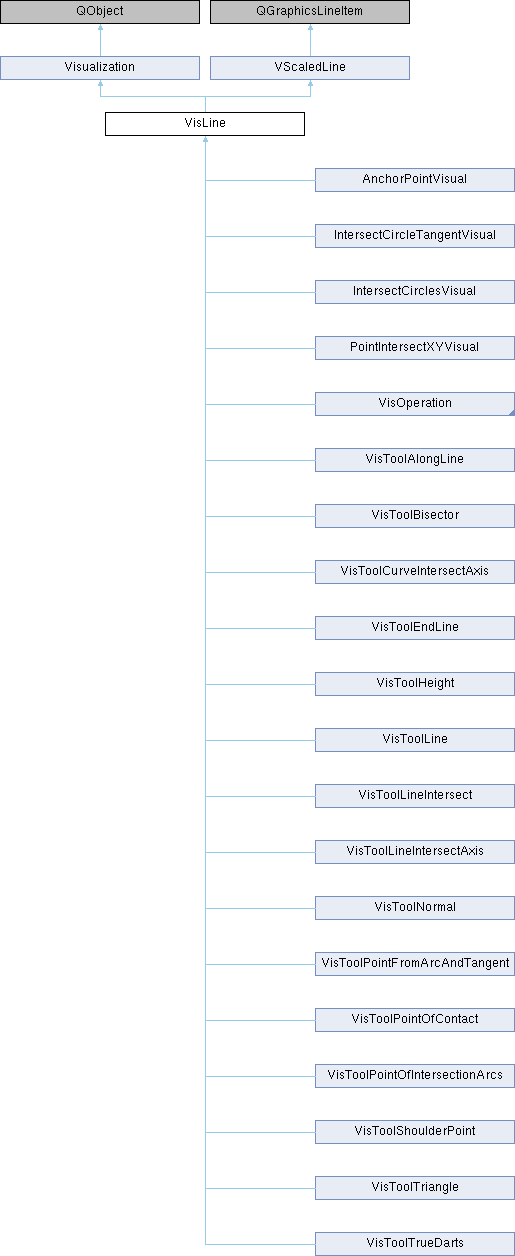 QObject
QGraphicsLineItem
Visualization
VScaledLine
VisLine
AnchorPointVisual
IntersectCircleTangentVisual
IntersectCirclesVisual
PointIntersectXYVisual
VisOperation
VisToolAlongLine
VisToolBisector
VisToolCurveIntersectAxis
VisToolEndLine
VisToolHeight
VisToolLine
VisToolLineIntersect
VisToolLineIntersectAxis
VisToolNormal
VisToolPointFromArcAndTangent
VisToolPointOfContact
VisToolPointOfIntersectionArcs
VisToolShoulderPoint
VisToolTriangle
VisToolTrueDarts